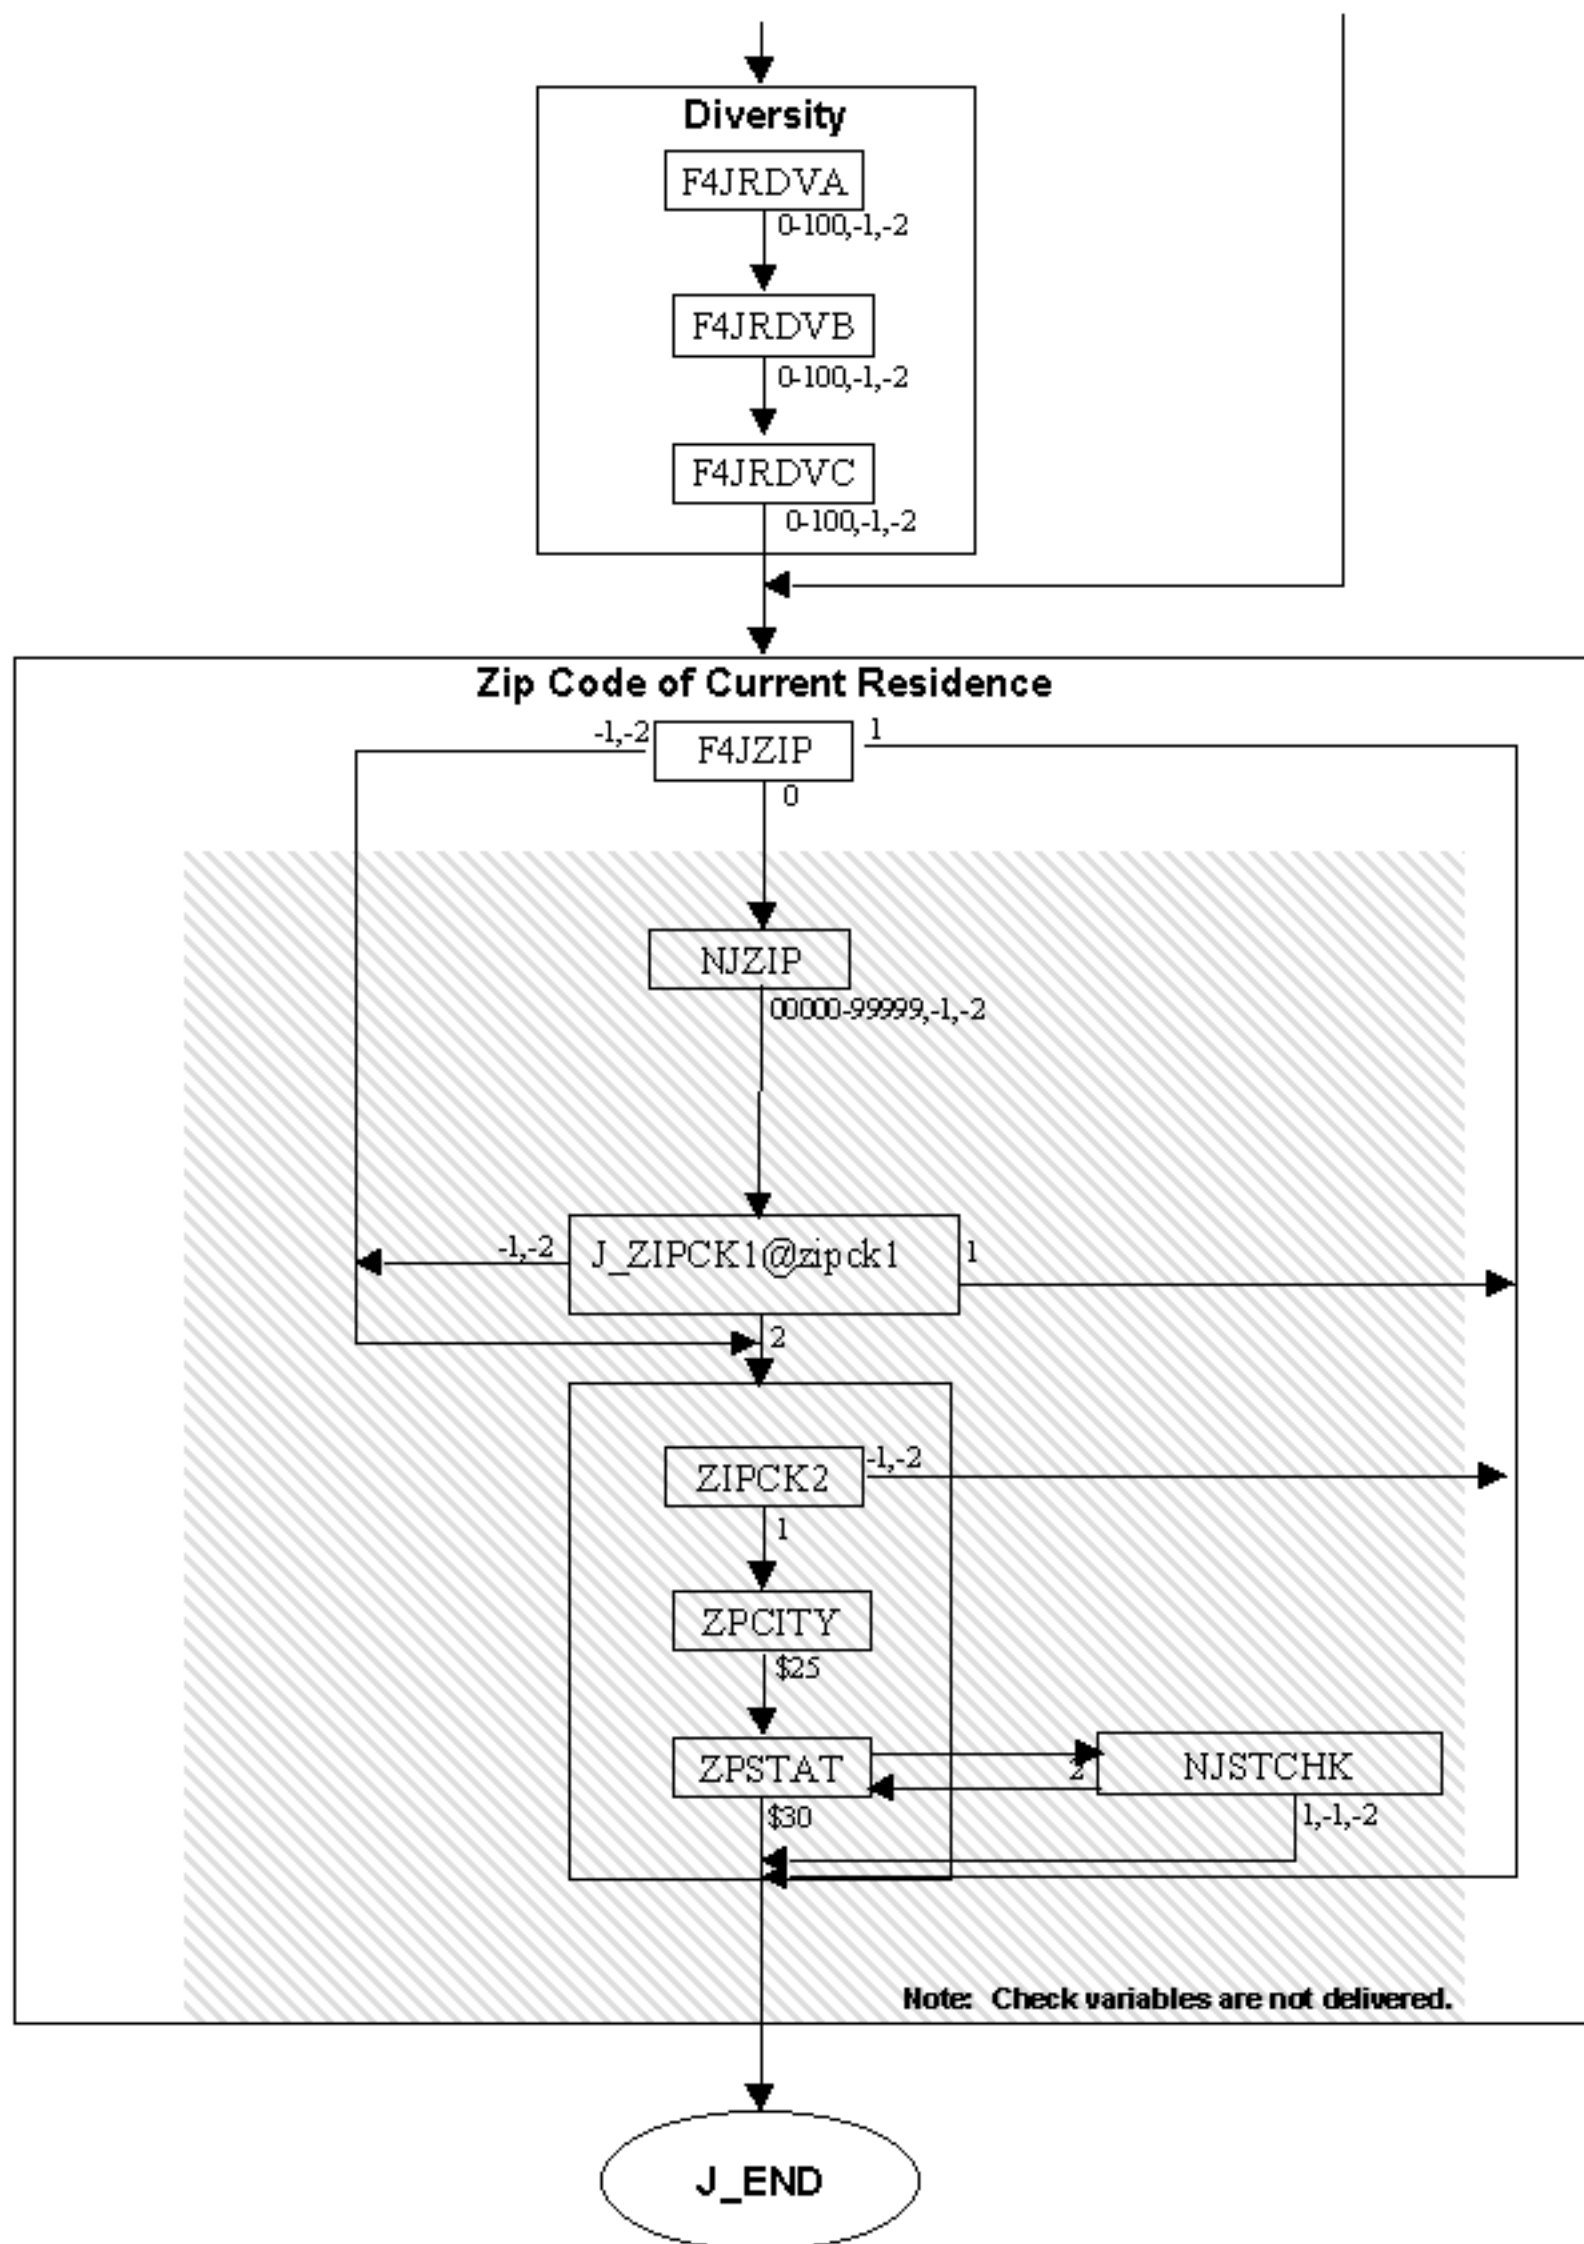 Diversity
F4JRDVA
0-100,-1,-2
F4JRDVB
0-100,-1,-2
F4JRDVC
0-100,-1,-2
Zip Code of Current Residence
-1,-2
F4JZIP
1
0
NJZIP
00000-99999,-1,-2
-1,-2
J_ZIPCK1@zipck1
1
2
ZIPCK2
-1,-2
1
ZPCITY
$25
ZPSTAT
2
NJSTCHK
$30
1,-1,-2
Note: Check variables are not delivered.
J_END